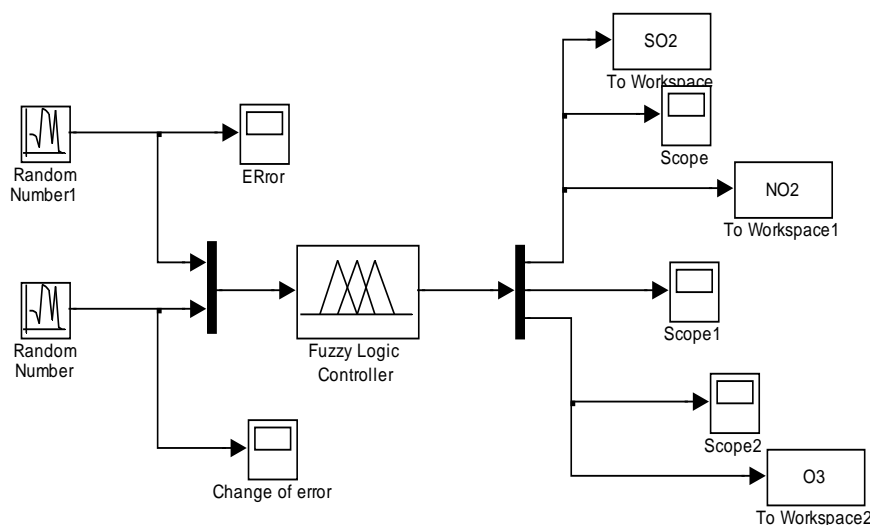 SO2
To Workspace
Random
Number1
ERror
Scope
NO2
To Workspace1
Random
Number
Fuzzy Logic
Controller
Scope1
Scope2
Change of error
O3
To Workspace2